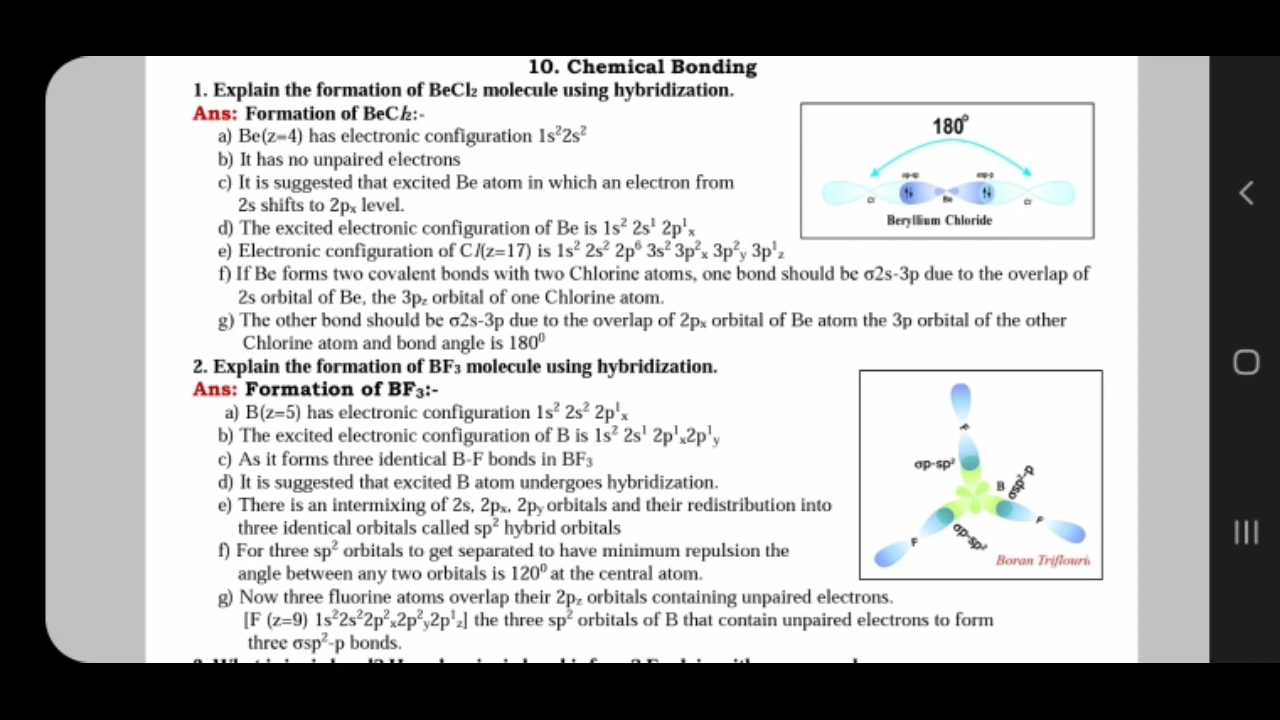 10. Chemical Bonding
1. Explain the formation of BeCl₂ molecule using hybridization.
Ans: Formation of BeCl₂:-
a) Be(z=4) has electronic configuration 1s²2s²
b) It has no unpaired electrons
c) It is suggested that excited Be atom in which an electron from
2s shifts to 2pₓ level.
d) The excited electronic configuration of Be is 1s² 2s¹ 2p¹ₓ
e) Electronic configuration of Cl(z=17) is 1s² 2s² 2p⁶ 3s² 3p²ₓ 3p²y 3p¹z
f) If Be forms two covalent bonds with two Chlorine atoms, one bond should be σ2s-3p due to the overlap of
2s orbital of Be, the 3pz orbital of one Chlorine atom.
g) The other bond should be σ2s-3p due to the overlap of 2pₓ orbital of Be atom the 3p orbital of the other
Chlorine atom and bond angle is 180⁰
180°
Cl
Be
Cl
Beryllium Chloride
2. Explain the formation of BF₃ molecule using hybridization.
Ans: Formation of BF₃:-
a) B(z=5) has electronic configuration 1s² 2s² 2p¹ₓ
b) The excited electronic configuration of B is 1s² 2s¹ 2p¹ₓ2p¹y
c) As it forms three identical B-F bonds in BF₃
d) It is suggested that excited B atom undergoes hybridization.
e) There is an intermixing of 2s, 2pₓ, 2py orbitals and their redistribution into
three identical orbitals called sp² hybrid orbitals
f) For three sp² orbitals to get separated to have minimum repulsion the
angle between any two orbitals is 120⁰ at the central atom.
g) Now three fluorine atoms overlap their 2pz orbitals containing unpaired electrons.
[F (z=9) 1s²2s²2p²ₓ2p²y2p¹z] the three sp² orbitals of B that contain unpaired electrons to form
three σsp²-p bonds.
F
σp-sp²
B
σsp²-p
F
σp-sp²
F
Boran Triflouri